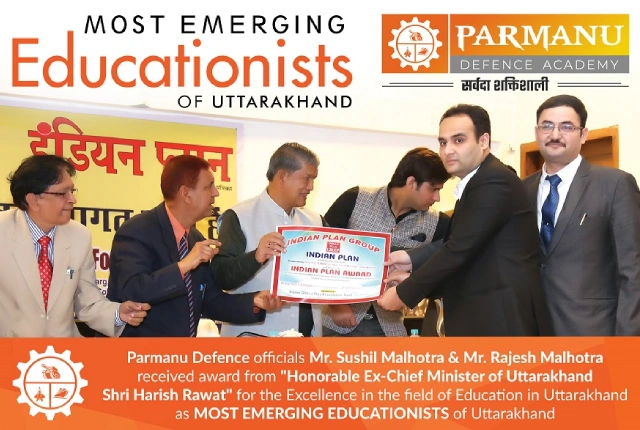 MOST EMERGING
Educationists
OF UTTARAKHAND
PARMANU
DEFENCE ACADEMY
सर्वदा शक्तिशाली
इंडियन प्लान
INDIAN PLAN GROUP
INDIAN PLAN
INDIAN PLAN AWARD
Parmanu Defence officials Mr. Sushil Malhotra & Mr. Rajesh Malhotra
received award from "Honorable Ex-Chief Minister of Uttarakhand
Shri Harish Rawat" for the Excellence in the field of Education in Uttarakhand
as MOST EMERGING EDUCATIONISTS of Uttarakhand